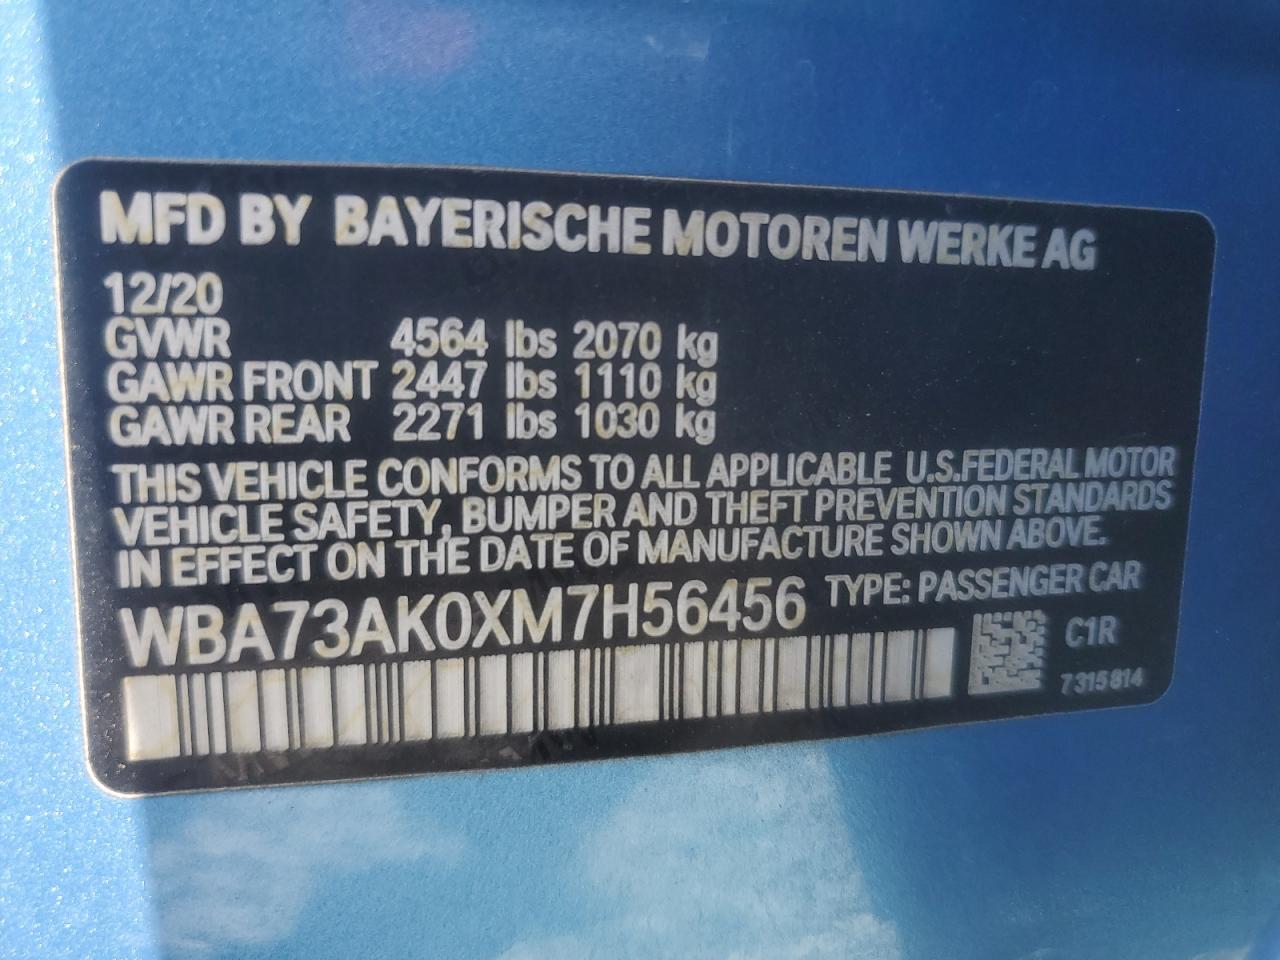 MFD BY BAYERISCHE MOTOREN WERKE AG
12/20
GVWR 4564 lbs 2070 kg
GAWR FRONT 2447 lbs 1110 kg
GAWR REAR 2271 lbs 1030 kg
THIS VEHICLE CONFORMS TO ALL APPLICABLE U.S.FEDERAL MOTOR
VEHICLE SAFETY, BUMPER AND THEFT PREVENTION STANDARDS
IN EFFECT ON THE DATE OF MANUFACTURE SHOWN ABOVE.
WBA73AK0XM7H56456 TYPE: PASSENGER CAR
C1R
7315814